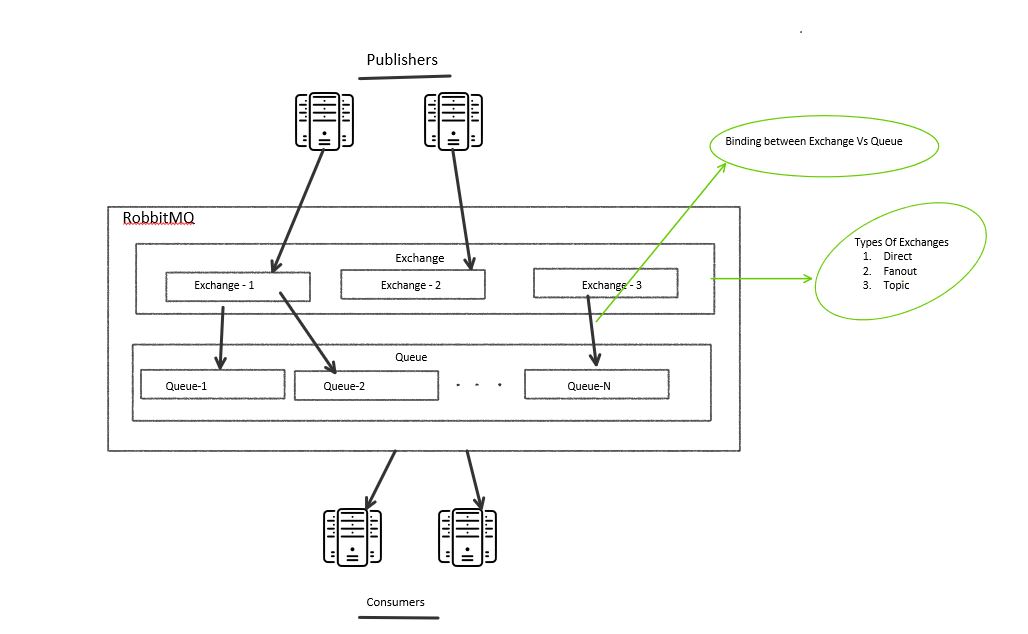 Publishers
Binding between Exchange Vs Queue
RobbitMQ
Exchange
Types Of Exchanges
1. Direct
2. Fanout
3. Topic
Exchange - 1
Exchange - 2
Exchange - 3
Queue
Queue-1
Queue-2
. . .
Queue-N
Consumers